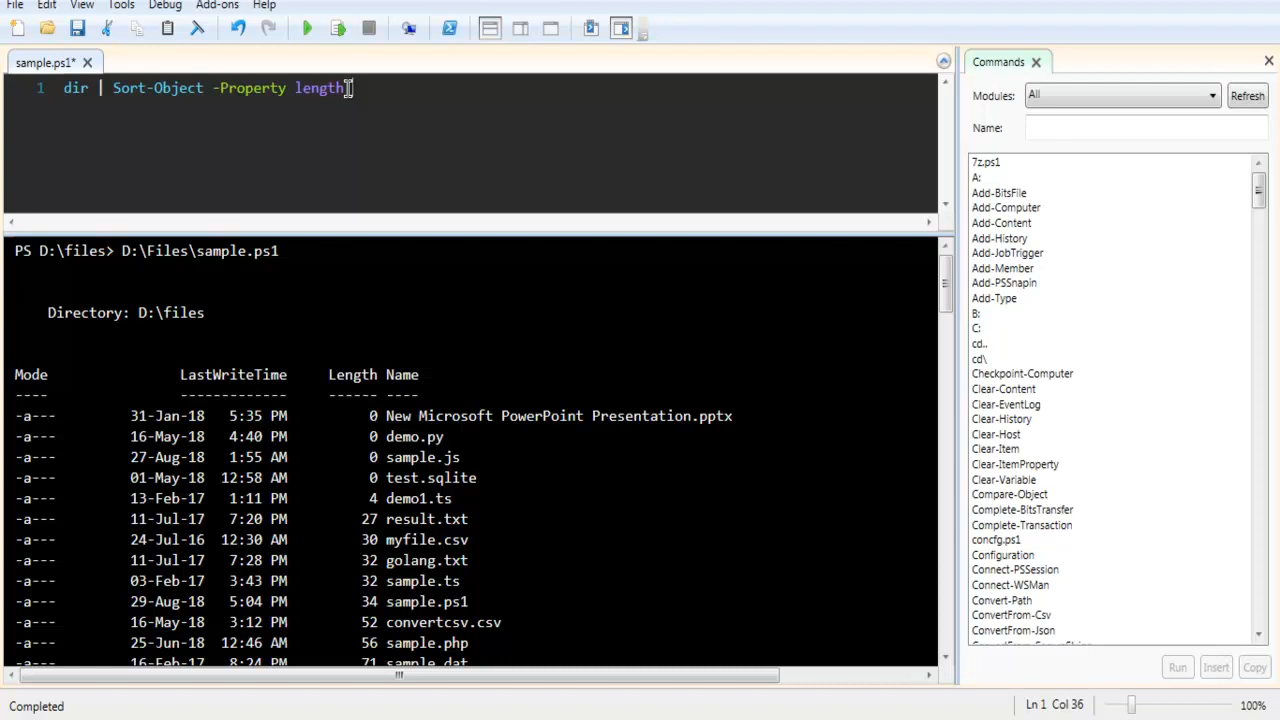 File Edit View Tools Debug Add-ons Help
sample.ps1*
1 dir | Sort-Object -Property length
PS D:\files> D:\Files\sample.ps1
Directory: D:\files
Mode LastWriteTime Length Name
---- ------------- ------ ----
-a--- 31-Jan-18 5:35 PM 0 New Microsoft PowerPoint Presentation.pptx
-a--- 16-May-18 4:40 PM 0 demo.py
-a--- 27-Aug-18 1:55 AM 0 sample.js
-a--- 01-May-18 12:58 AM 0 test.sqlite
-a--- 13-Feb-17 1:11 PM 4 demo1.ts
-a--- 11-Jul-17 7:20 PM 27 result.txt
-a--- 24-Jul-16 12:30 AM 30 myfile.csv
-a--- 11-Jul-17 7:28 PM 32 golang.txt
-a--- 03-Feb-17 3:43 PM 32 sample.ts
-a--- 29-Aug-18 5:04 PM 34 sample.ps1
-a--- 16-May-18 3:12 PM 52 convertcsv.csv
-a--- 25-Jun-18 12:46 AM 56 sample.php
-a--- 16-Feb-17 8:24 PM 71 sample.dat
Commands
Modules: All Refresh
Name:
7z.ps1
A:
Add-BitsFile
Add-Computer
Add-Content
Add-History
Add-JobTrigger
Add-Member
Add-PSSnapin
Add-Type
B:
C:
cd..
cd\
Checkpoint-Computer
Clear-Content
Clear-EventLog
Clear-History
Clear-Host
Clear-Item
Clear-ItemProperty
Clear-Variable
Compare-Object
Complete-BitsTransfer
Complete-Transaction
concfg.ps1
Configuration
Connect-PSSession
Connect-WSMan
Convert-Path
ConvertFrom-Csv
ConvertFrom-Json
Run Insert Copy
Completed Ln 1 Col 36 100%